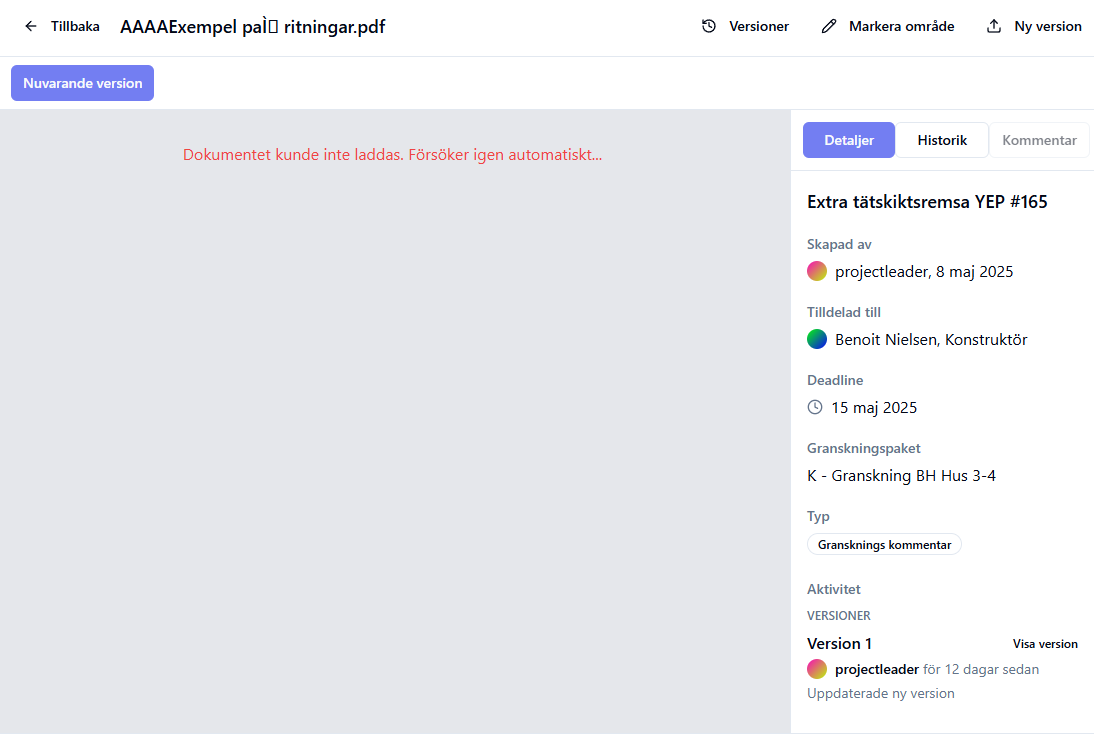 Tillbaka
AAAAExempel paÌ▯ ritningar.pdf
Versioner
Markera område
Ny version
Nuvarande version
Dokumentet kunde inte laddas. Försöker igen automatiskt...
Detaljer
Historik
Kommentar
Extra tätskiktsremsa YEP #165
Skapad av
projectleader, 8 maj 2025
Tilldelad till
Benoit Nielsen, Konstruktör
Deadline
15 maj 2025
Granskningspaket
K - Granskning BH Hus 3-4
Typ
Gransknings kommentar
Aktivitet
VERSIONER
Version 1
Visa version
projectleader för 12 dagar sedan
Uppdaterade ny version